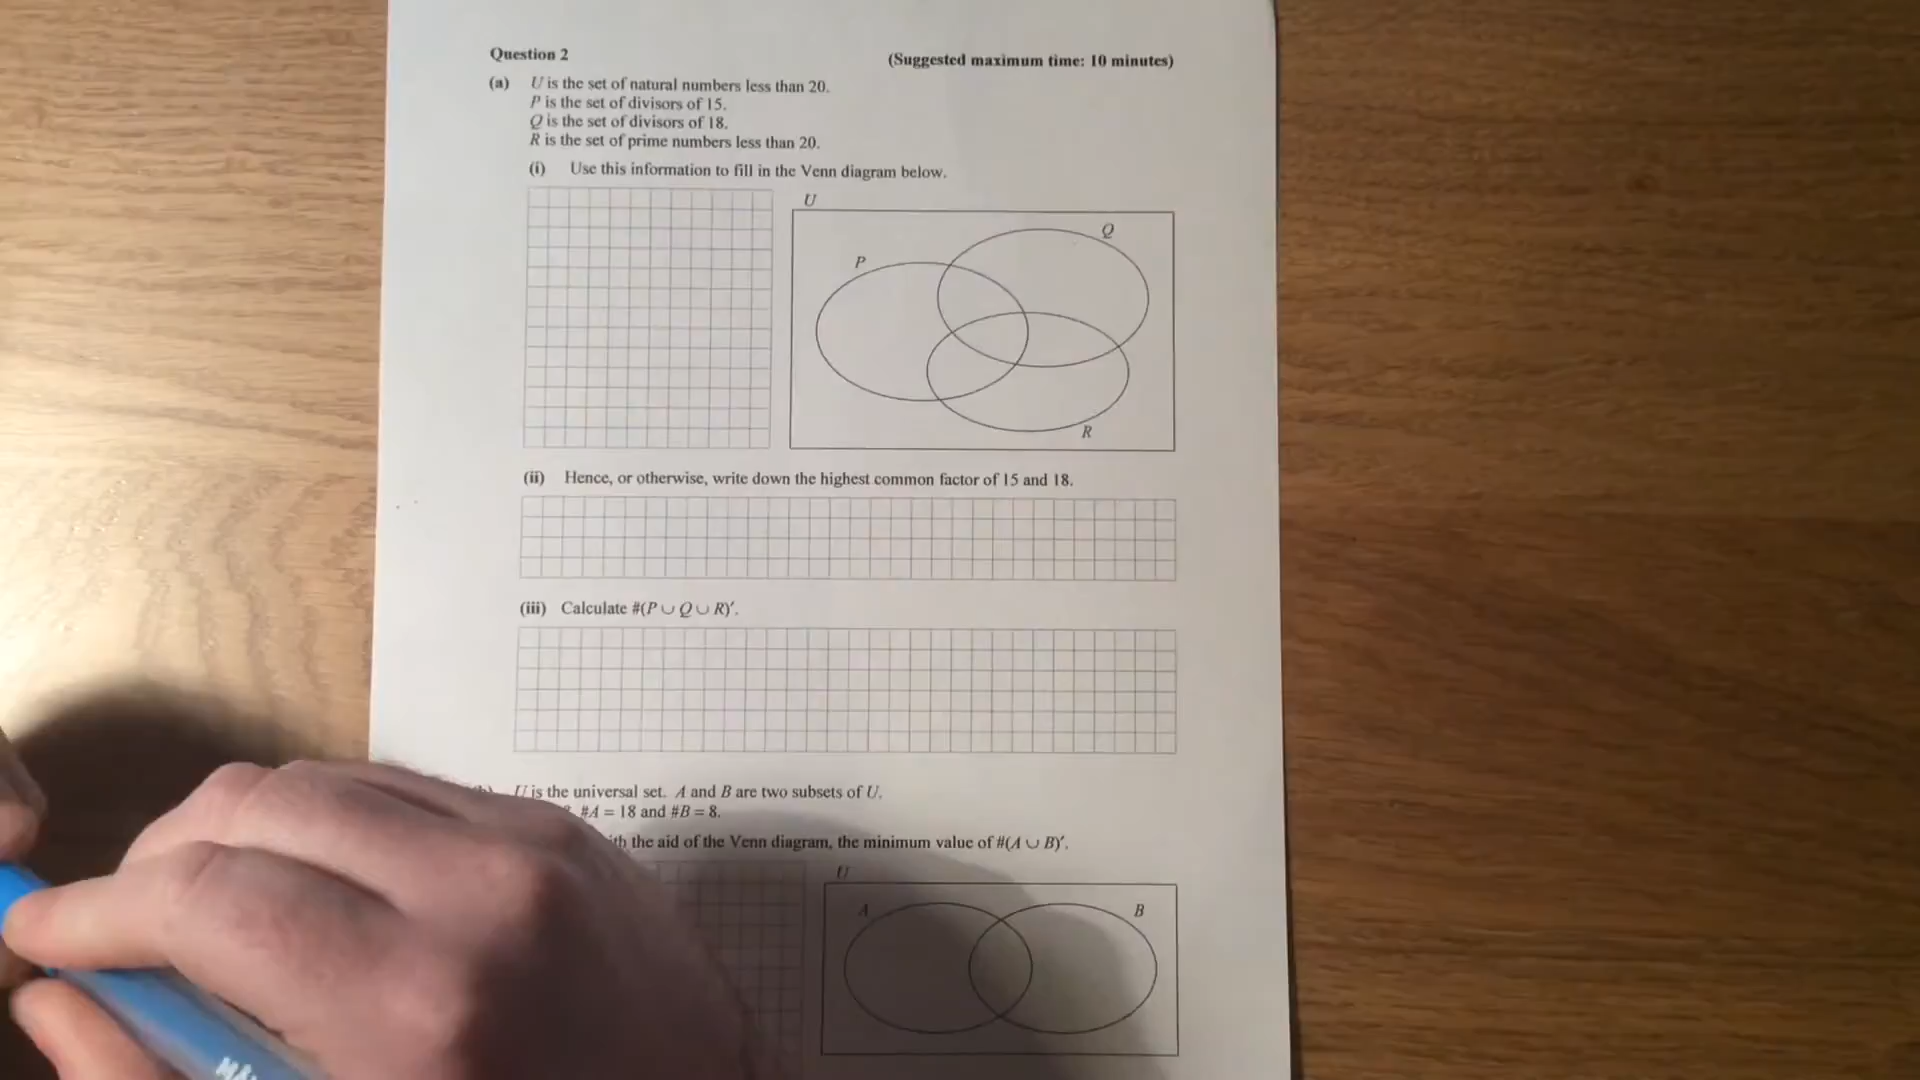 Question 2
(Suggested maximum time: 10 minutes)
(a) U is the set of natural numbers less than 20.
P is the set of divisors of 15.
Q is the set of divisors of 18.
R is the set of prime numbers less than 20.
(i) Use this information to fill in the Venn diagram below.
U
Q
P
R
(ii) Hence, or otherwise, write down the highest common factor of 15 and 18.
(iii) Calculate #(P ∪ Q ∪ R)′.
U is the universal set. A and B are two subsets of U.
#A = 18 and #B = 8.
the aid of the Venn diagram, the minimum value of #(A ∪ B)′.
U
A
B